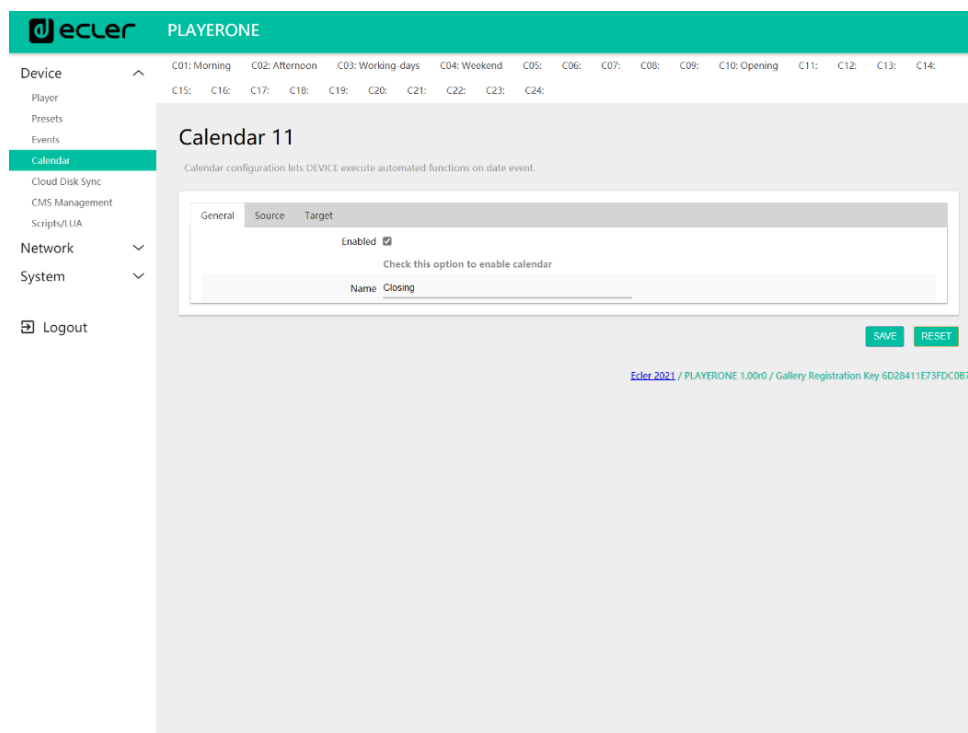 ecler PLAYERONE
Device
Player
Presets
Events
Calendar
Cloud Disk Sync
CMS Management
Scripts/LUA
Network
System
Logout
C01: Morning C02: Afternoon C03: Working-days C04: Weekend C05: C06: C07: C08: C09: C10: Opening C11: C12: C13: C14:
C15: C16: C17: C18: C19: C20: C21: C22: C23: C24:
Calendar 11
Calendar configuration lets DEVICE execute automated functions on date event.
General Source Target
Enabled
Check this option to enable calendar
Name Closing
SAVE RESET
Ecler 2021 / PLAYERONE 1.00r0 / Gallery Registration Key 6D28411E73FDC0B7